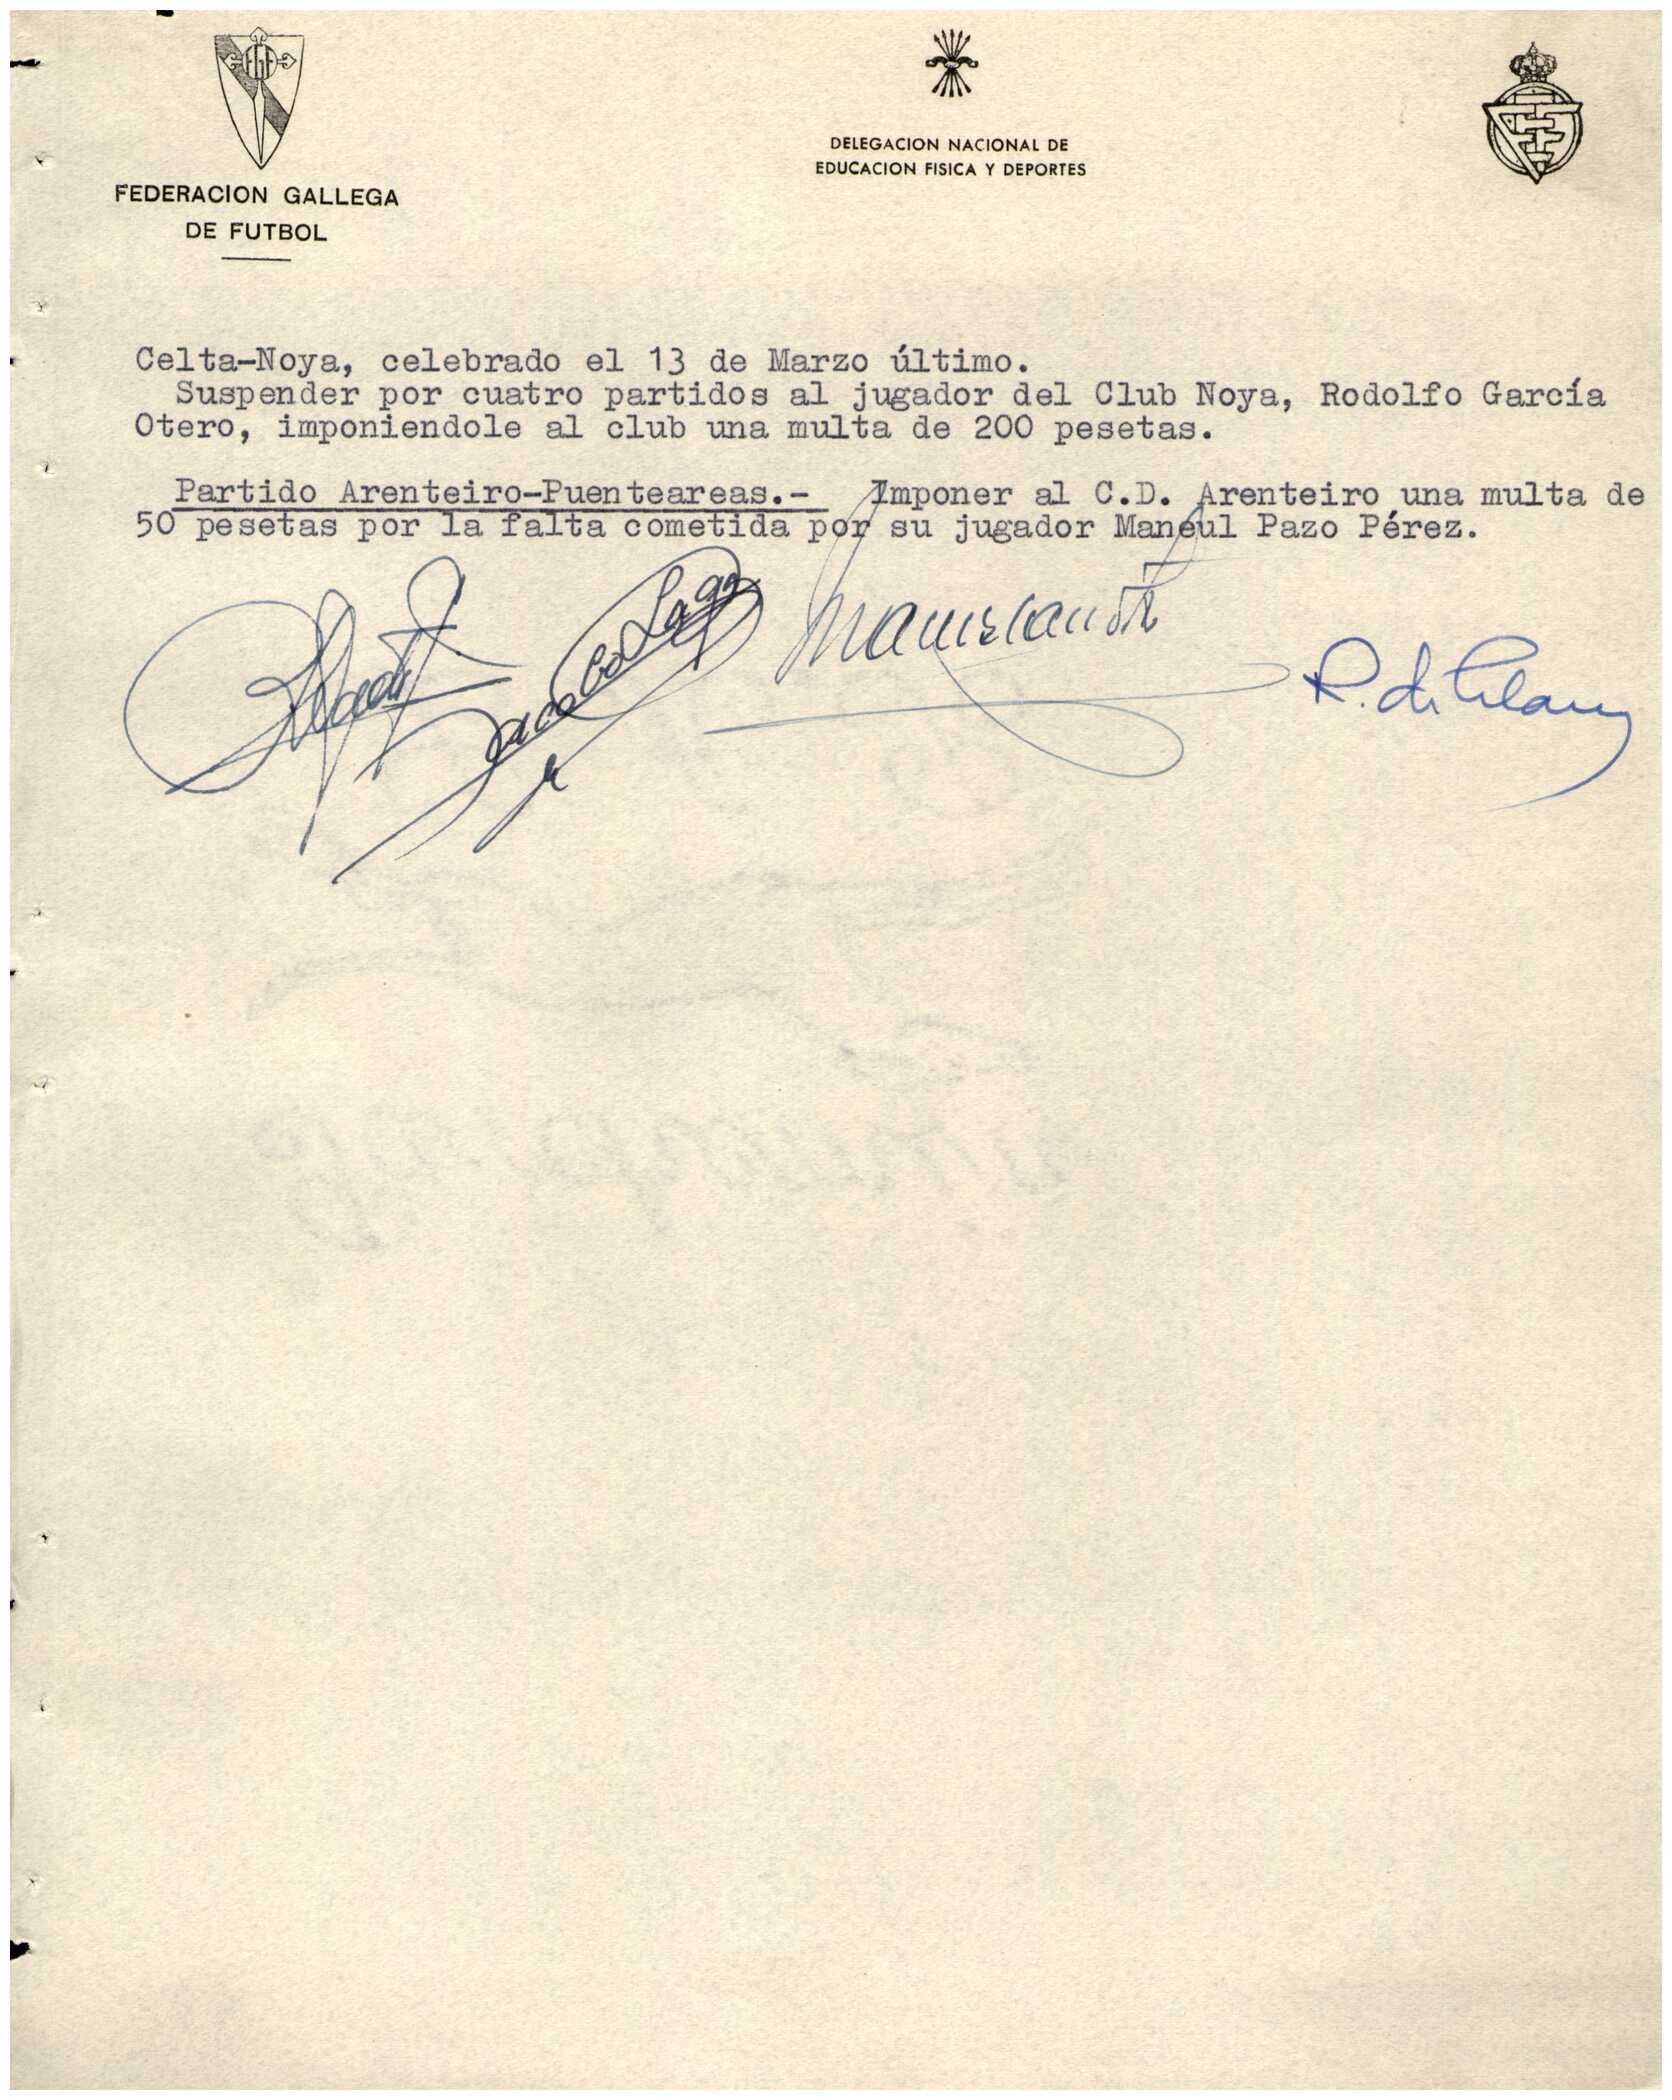 FGF
FEDERACION GALLEGA
DE FUTBOL
DELEGACION NACIONAL DE
EDUCACION FISICA Y DEPORTES
Celta-Noya, celebrado el 13 de Marzo último.
Suspender por cuatro partidos al jugador del Club Noya, Rodolfo García
Otero, imponiendole al club una multa de 200 pesetas.
Partido Arenteiro-Puenteareas.- Imponer al C.D. Arenteiro una multa de
50 pesetas por la falta cometida por su jugador Maneul Pazo Pérez.
Jacobo Lago